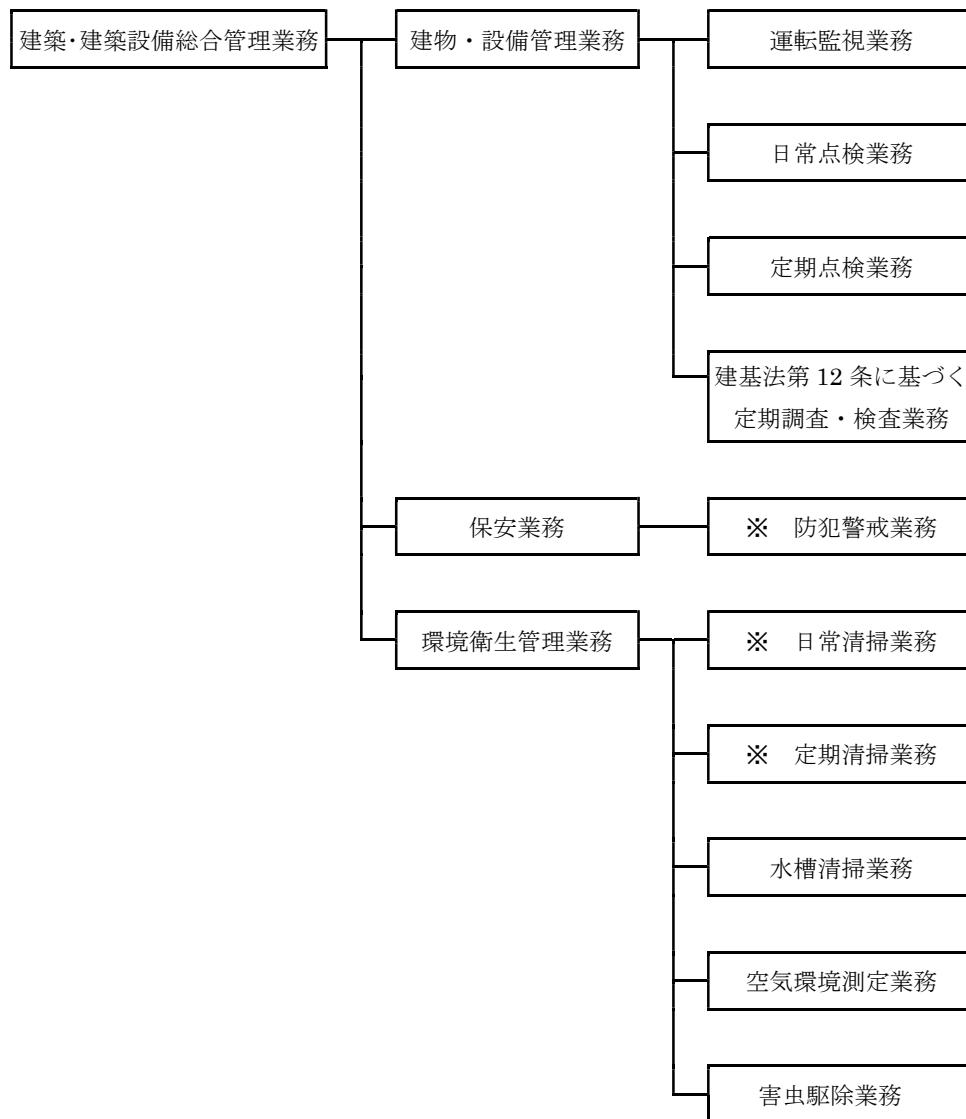 建築･建築設備総合管理業務
建物・設備管理業務
運転監視業務
日常点検業務
定期点検業務
建基法第 12 条に基づく
定期調査・検査業務
保安業務
※　防犯警戒業務
環境衛生管理業務
※　日常清掃業務
※　定期清掃業務
水槽清掃業務
空気環境測定業務
害虫駆除業務